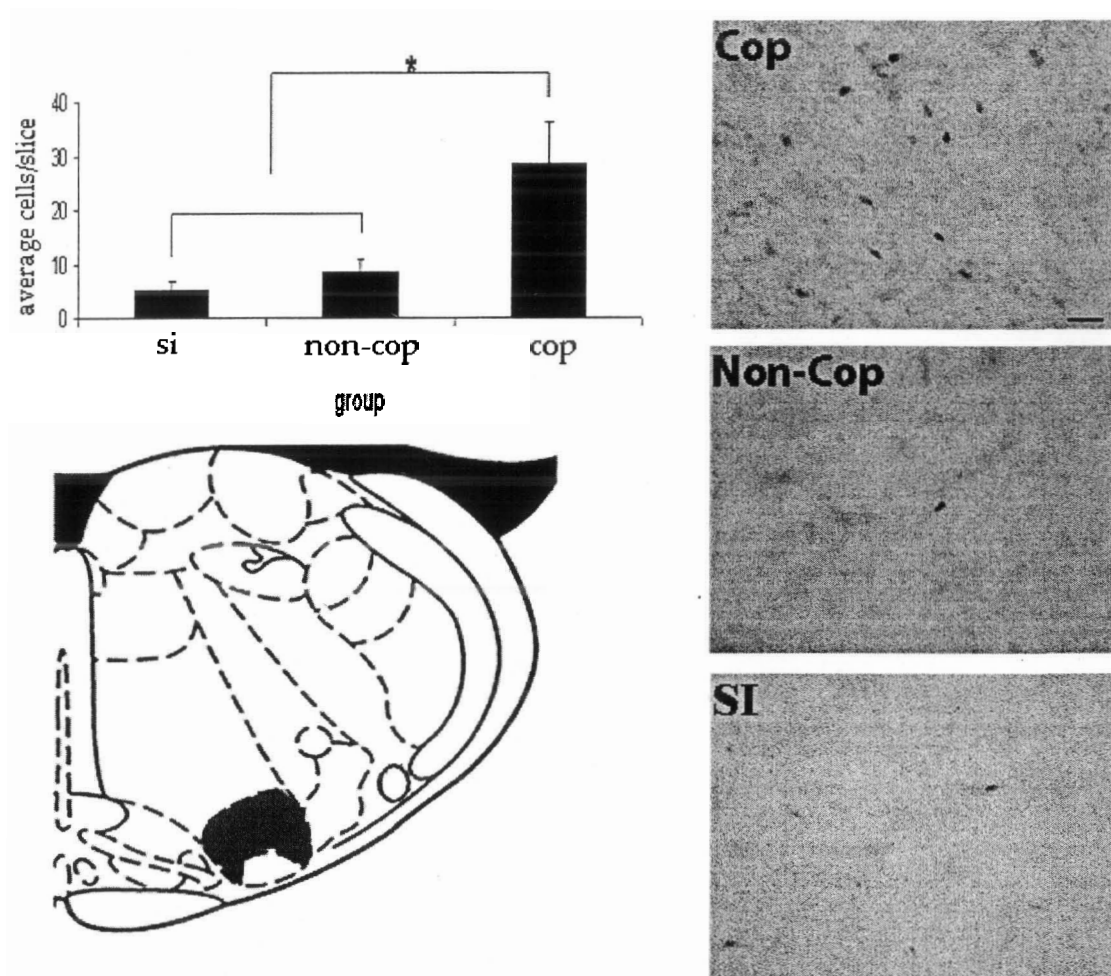 *
40
30
20
10
0
average cells/slice
si non-cop cop
group
Cop
Non-Cop
SI